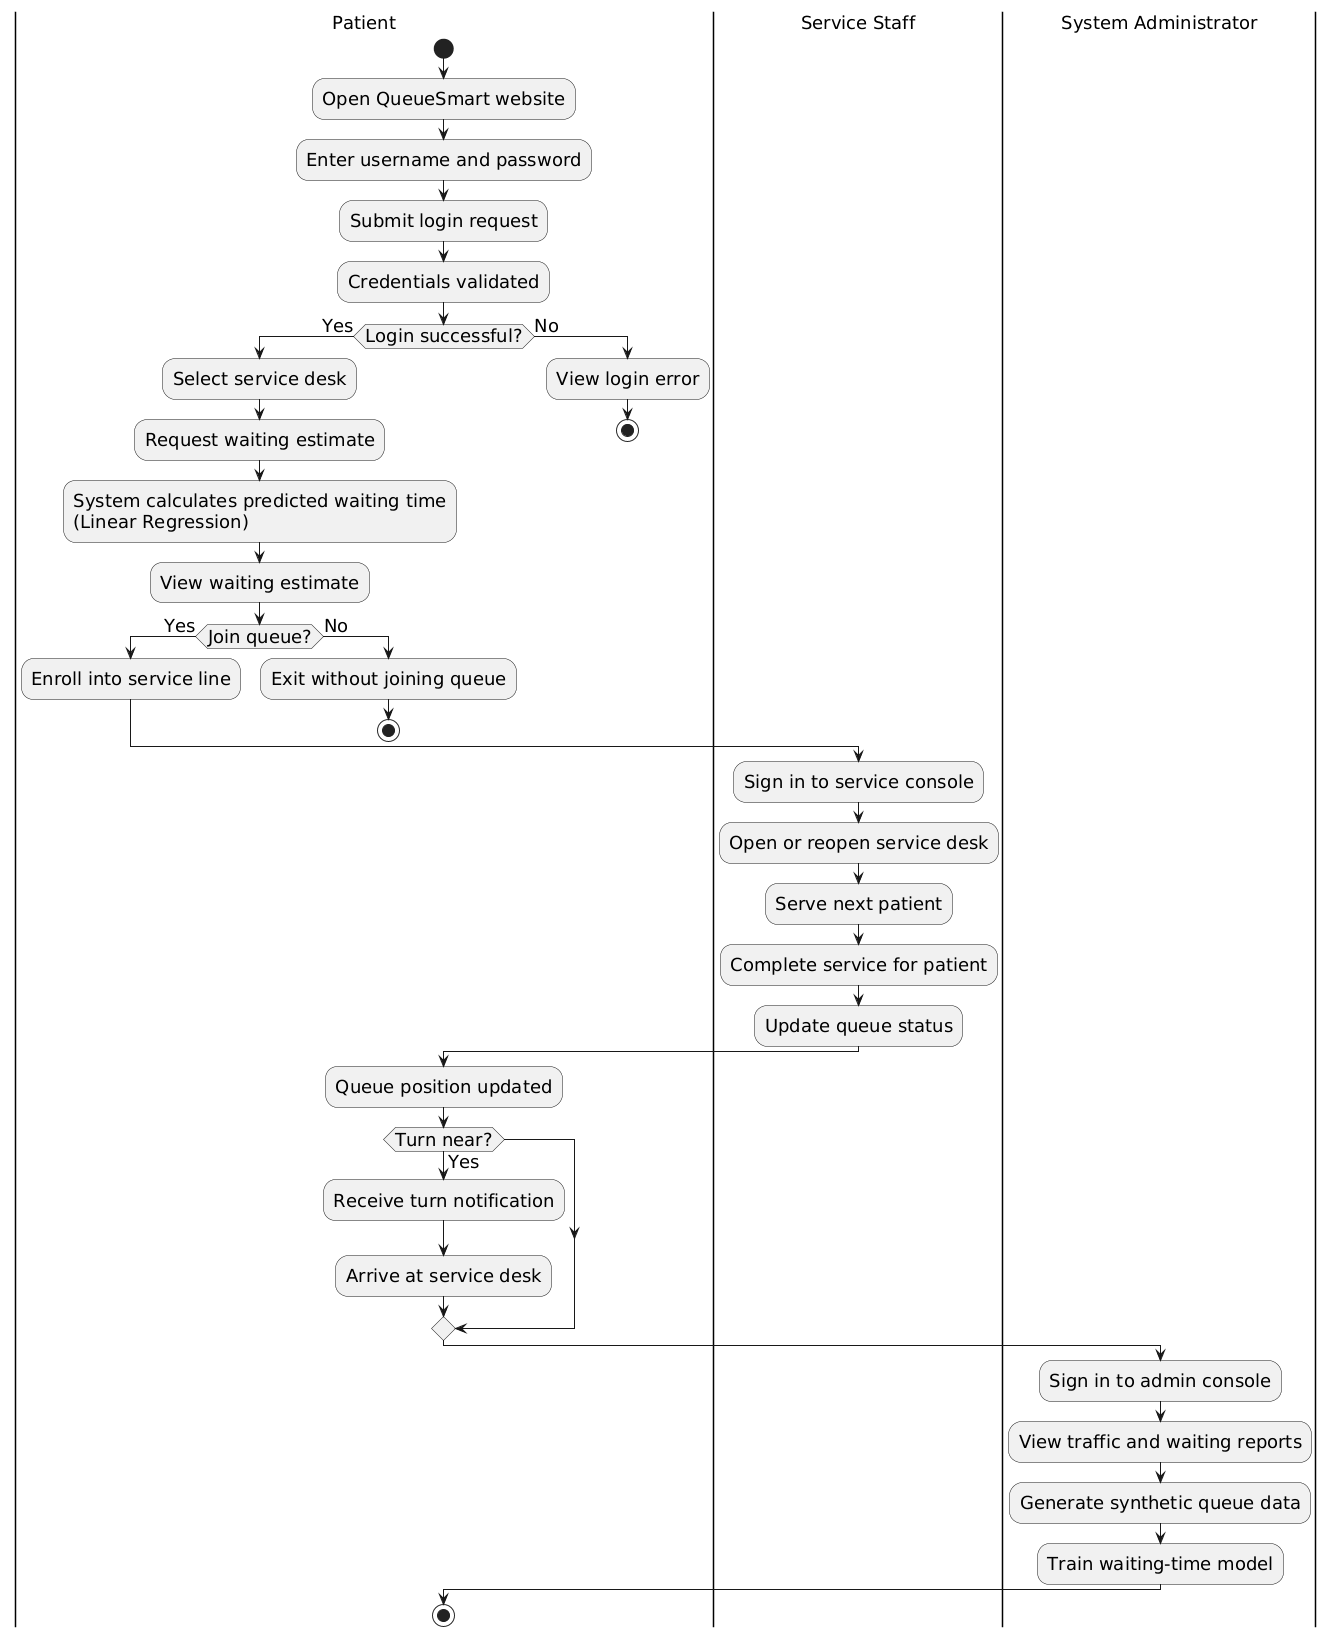 Patient
Service Staff
System Administrator
Open QueueSmart website
Enter username and password
Submit login request
Credentials validated
Yes
Login successful?
No
Select service desk
View login error
Request waiting estimate
System calculates predicted waiting time
(Linear Regression)
View waiting estimate
Yes
Join queue?
No
Enroll into service line
Exit without joining queue
Sign in to service console
Open or reopen service desk
Serve next patient
Complete service for patient
Update queue status
Queue position updated
Turn near?
Yes
Receive turn notification
Arrive at service desk
Sign in to admin console
View traffic and waiting reports
Generate synthetic queue data
Train waiting-time model